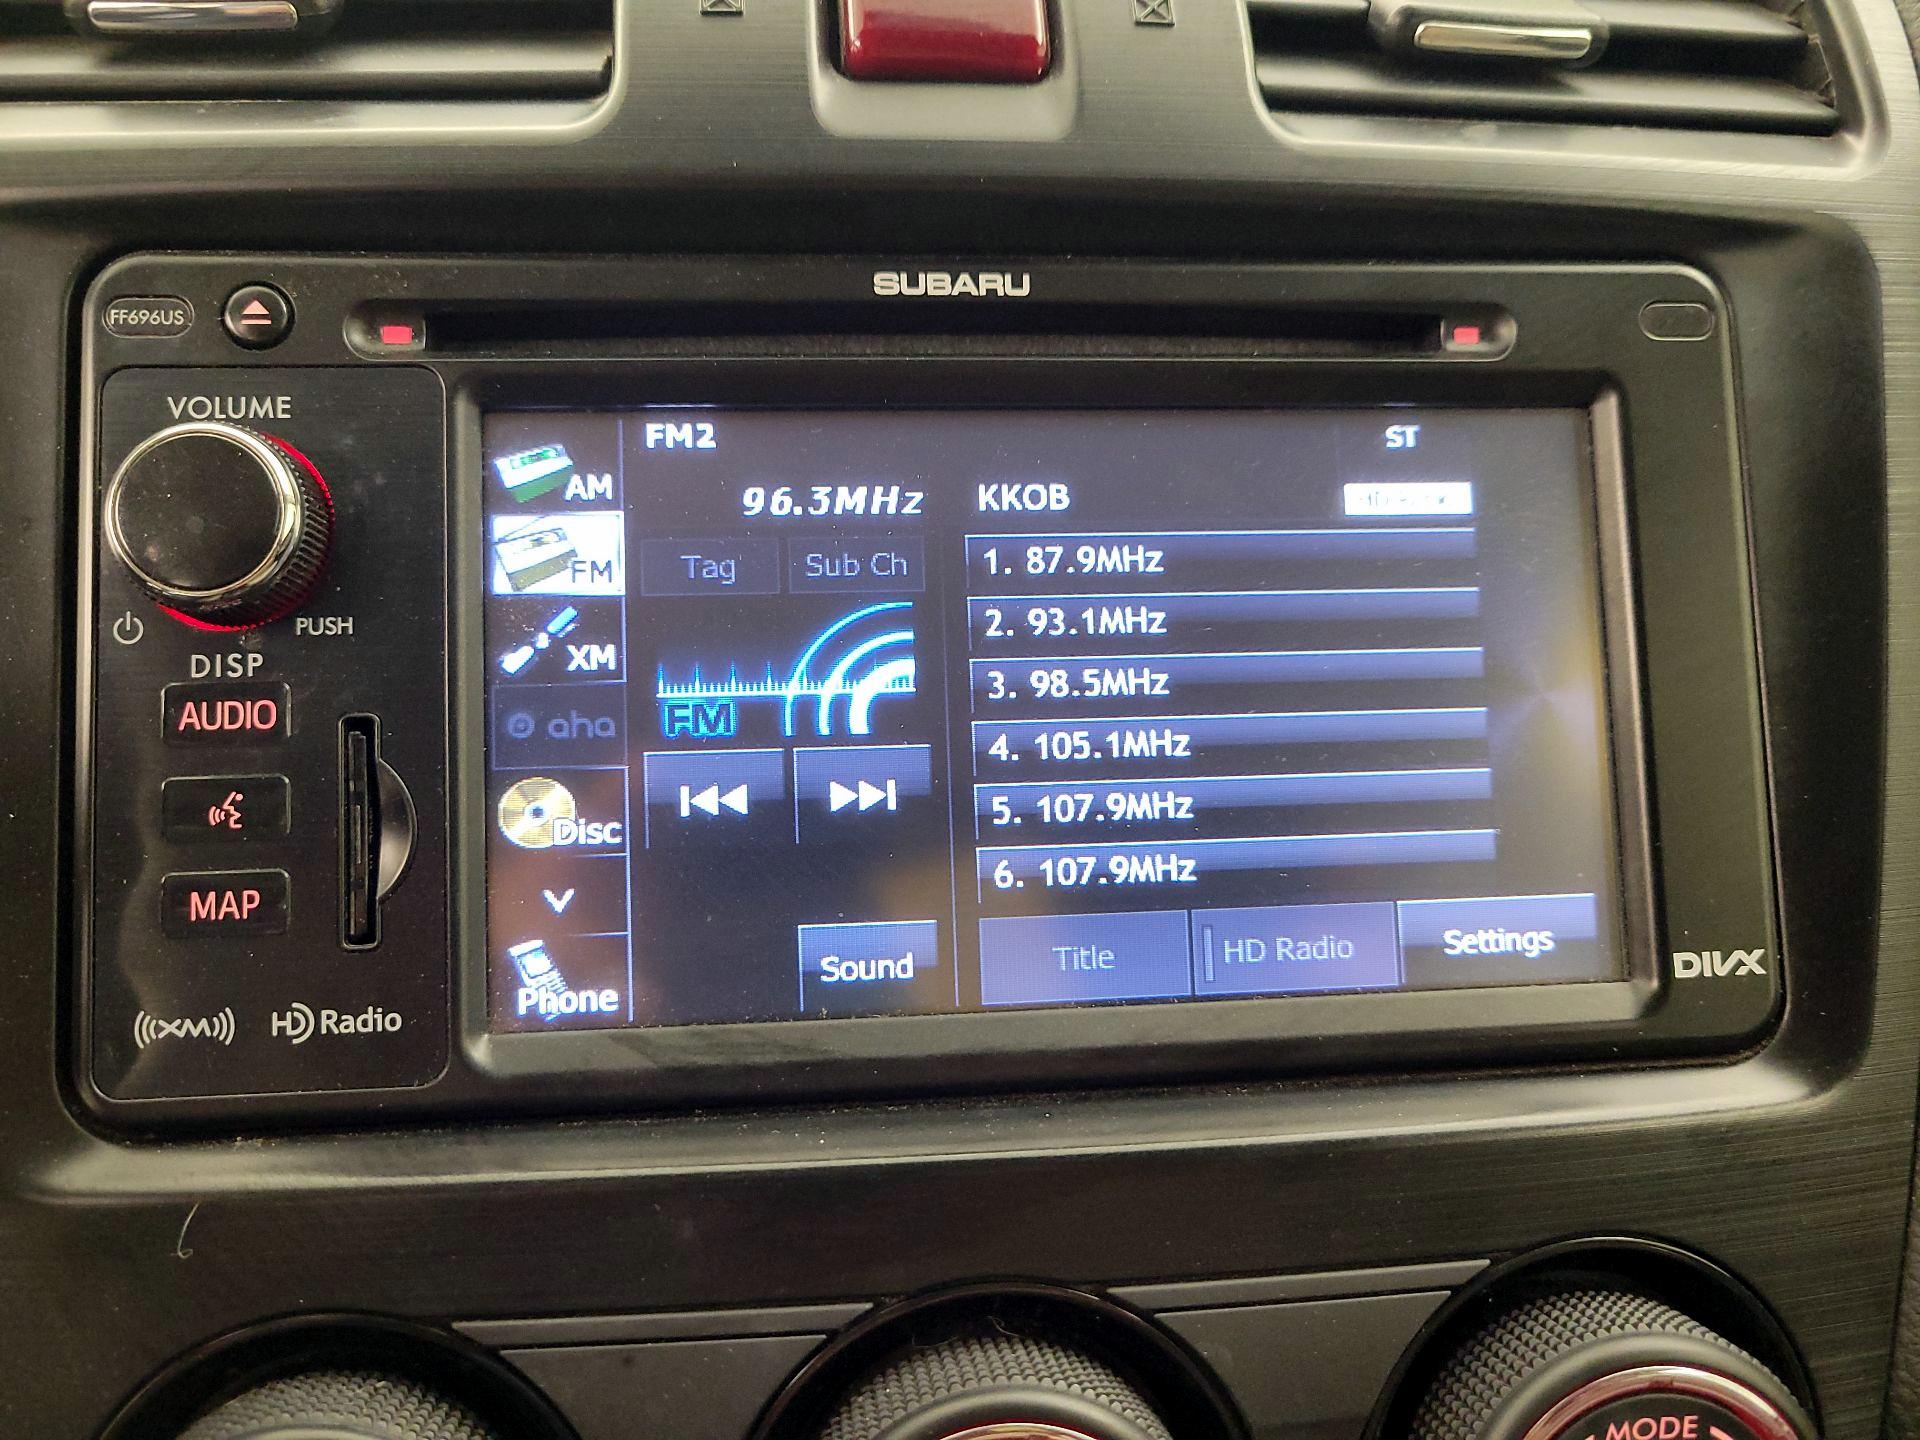 SUBARU
FF696US
VOLUME
PUSH
DISP
AUDIO
MAP
((XM)) HD Radio
FM2 ST
96.3MHz KKOB
AM
FM
XM
aha
Disc
Phone
Tag Sub Ch
FM
1. 87.9MHz
2. 93.1MHz
3. 98.5MHz
4. 105.1MHz
5. 107.9MHz
6. 107.9MHz
Sound Title HD Radio Settings
DIVX
MODE